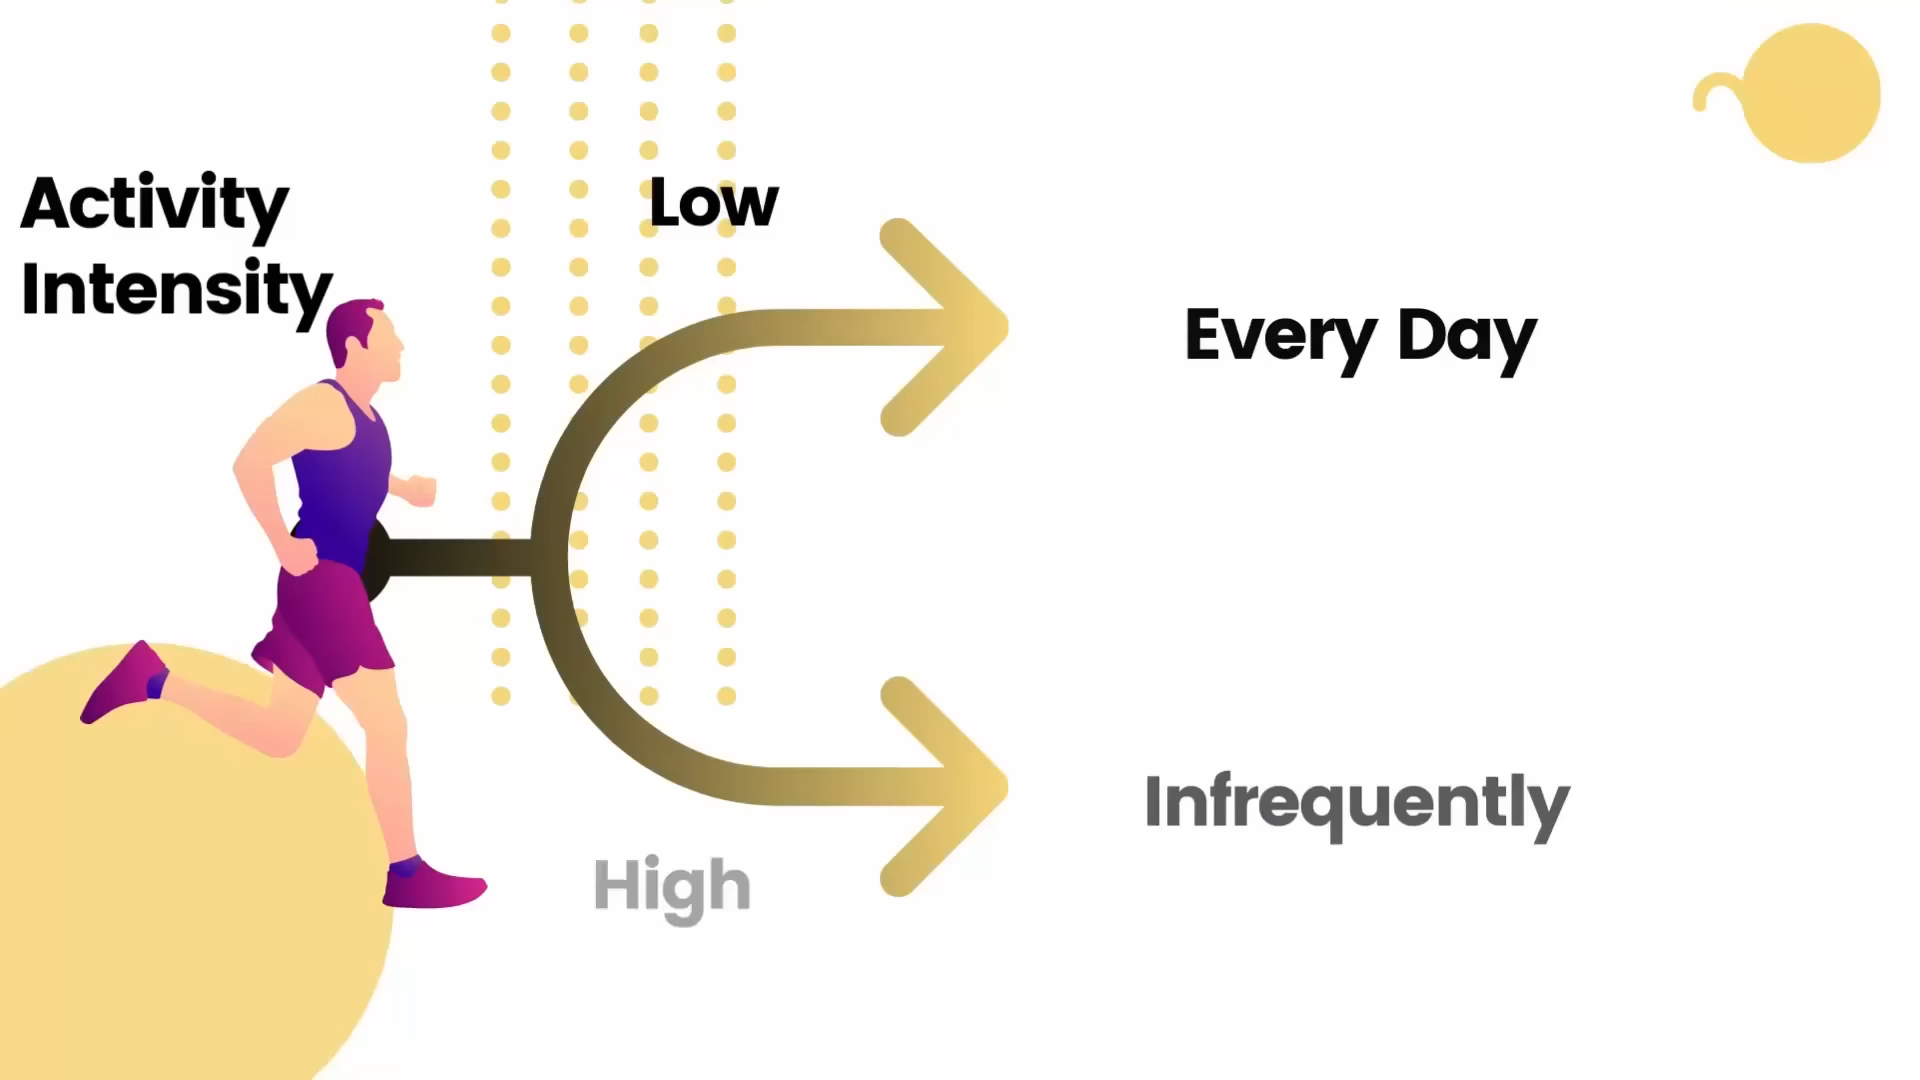 Activity
Intensity
Low
Every Day
Infrequently
High